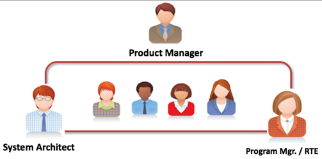 Product Manager
System Architect
Program Mgr. / RTE